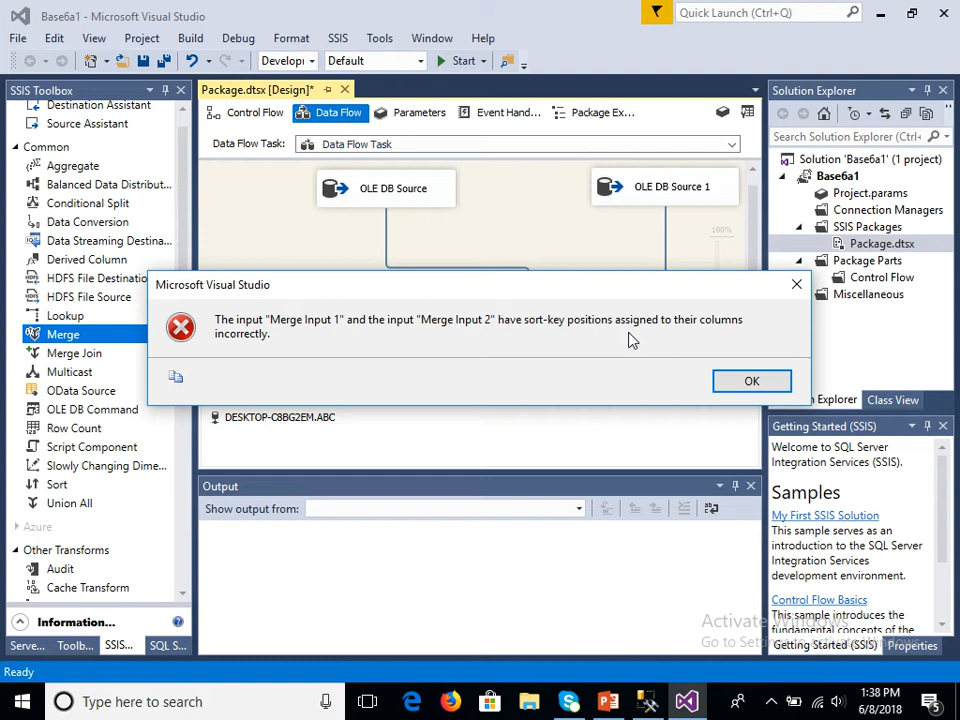 Base6a1 - Microsoft Visual Studio
Quick Launch (Ctrl+Q)
File Edit View Project Build Debug Format SSIS Tools Window Help
Developi Default Start
SSIS Toolbox
Destination Assistant
Source Assistant
Common
Aggregate
Balanced Data Distribut...
Conditional Split
Data Conversion
Data Streaming Destina...
Derived Column
HDFS File Destinatio
HDFS File Source
Lookup
Merge
Merge Join
Multicast
OData Source
OLE DB Command
Row Count
Script Component
Slowly Changing Dime...
Sort
Union All
Azure
Other Transforms
Audit
Cache Transform
Information...
Serve... Toolb... SSIS... SQL S...
Package.dtsx [Design]*
Control Flow Data Flow Parameters Event Hand... Package Ex...
Data Flow Task: Data Flow Task
OLE DB Source
OLE DB Source 1
100%
Microsoft Visual Studio
The input "Merge Input 1" and the input "Merge Input 2" have sort-key positions assigned to their columns
incorrectly.
OK
DESKTOP-C8BG2EM.ABC
Output
Show output from:
Solution Explorer
Search Solution Explorer (Ctrl+
Solution 'Base6a1' (1 project)
Base6a1
Project.params
Connection Managers
SSIS Packages
Package.dtsx
Package Parts
Control Flow
Miscellaneous
Explorer Class View
Getting Started (SSIS)
Welcome to SQL Server
Integration Services (SSIS).
Samples
My First SSIS Solution
This sample serves as an
introduction to the SQL Server
Integration Services
development environment.
Control Flow Basics
This sample introduces the
fundamental concepts of the
Activate Windows
Go to Settings to activate Windows.
Getting Started (SSIS) Properties
Ready
Type here to search
1:38 PM
6/8/2018
5